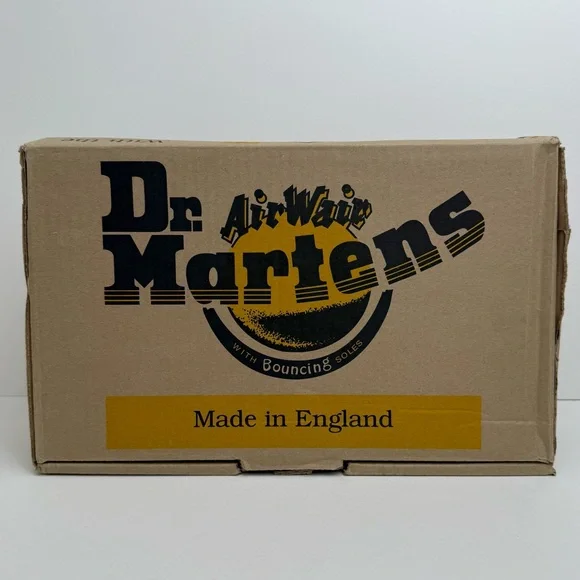 Dr.
AirWair
Martens
WITH Bouncing SOLES
Made in England